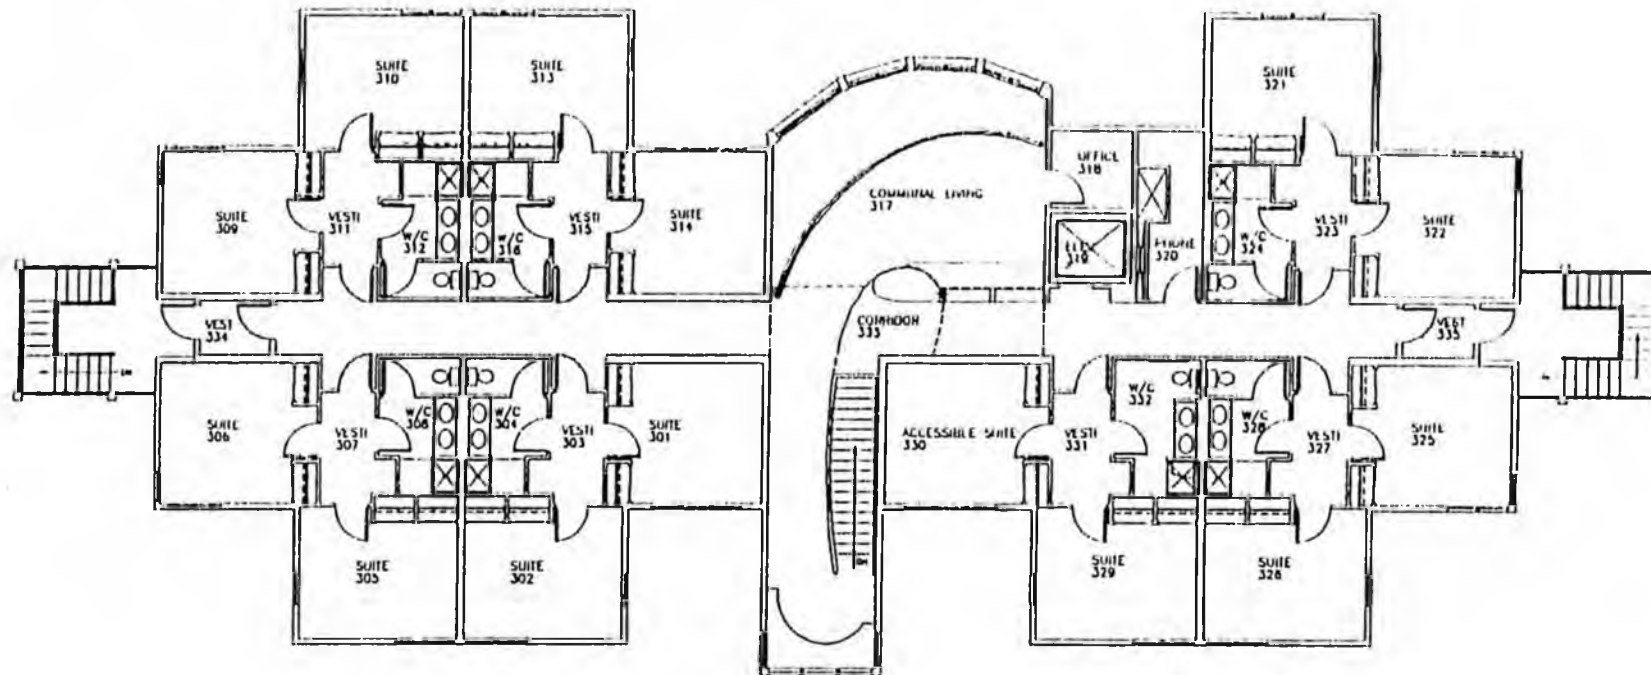 SUITE
310
SUITE
313
SUITE
321
SUITE
309
VESTI
311
W/C
312
W/C
316
VESTI
315
SUITE
314
COMMUNAL LIVING
317
OFFICE
318
ELE
319
PHONE
320
W/C
324
VESTI
323
SUITE
322
VEST
334
CORRIDOR
333
VEST
335
SUITE
306
VESTI
307
W/C
308
W/C
304
VESTI
303
SUITE
301
ACCESSIBLE SUITE
330
VESTI
331
W/C
332
W/C
328
VESTI
327
SUITE
325
SUITE
305
SUITE
302
SUITE
329
SUITE
328